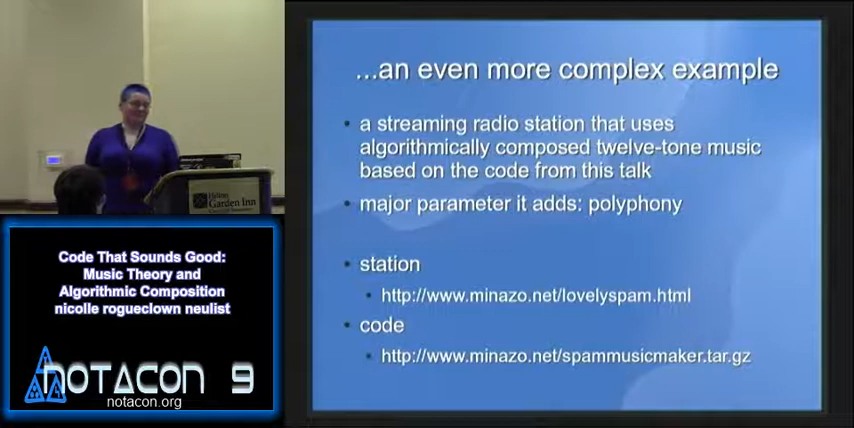 ...an even more complex example
• a streaming radio station that uses
algorithmically composed twelve-tone music
based on the code from this talk
• major parameter it adds: polyphony
• station
• http://www.minazo.net/lovelyspam.html
• code
• http://www.minazo.net/spammusicmaker.tar.gz
Garden Inn
Code That Sounds Good:
Music Theory and
Algorithmic Composition
nicolle rogueclown neulist
NOTACON 9
notacon.org